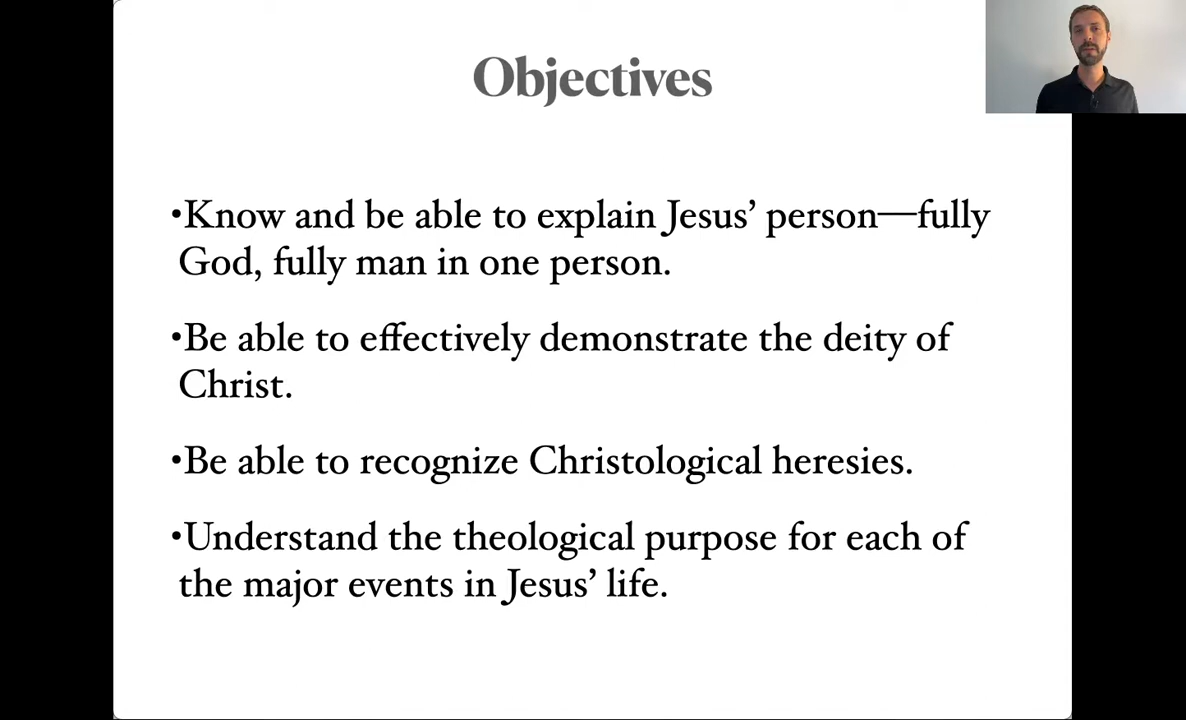 Objectives
•Know and be able to explain Jesus’ person—fully
God, fully man in one person.
•Be able to effectively demonstrate the deity of
Christ.
•Be able to recognize Christological heresies.
•Understand the theological purpose for each of
the major events in Jesus’ life.